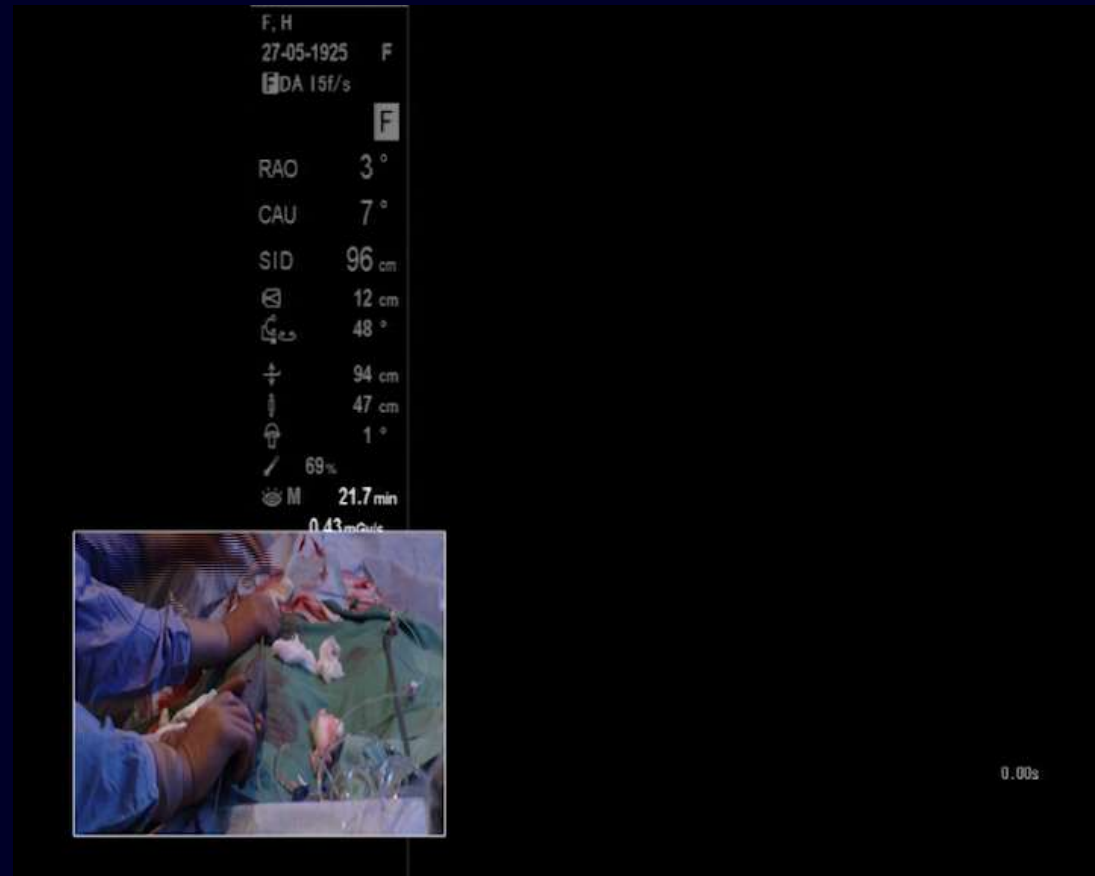 F, H
27-05-1925 F
FDA 15f/s
F
RAO 3°
CAU 7°
SID 96 cm
12 cm
48 °
94 cm
47 cm
1 °
69%
M 21.7 min
0.43 mGy/s
0.00s